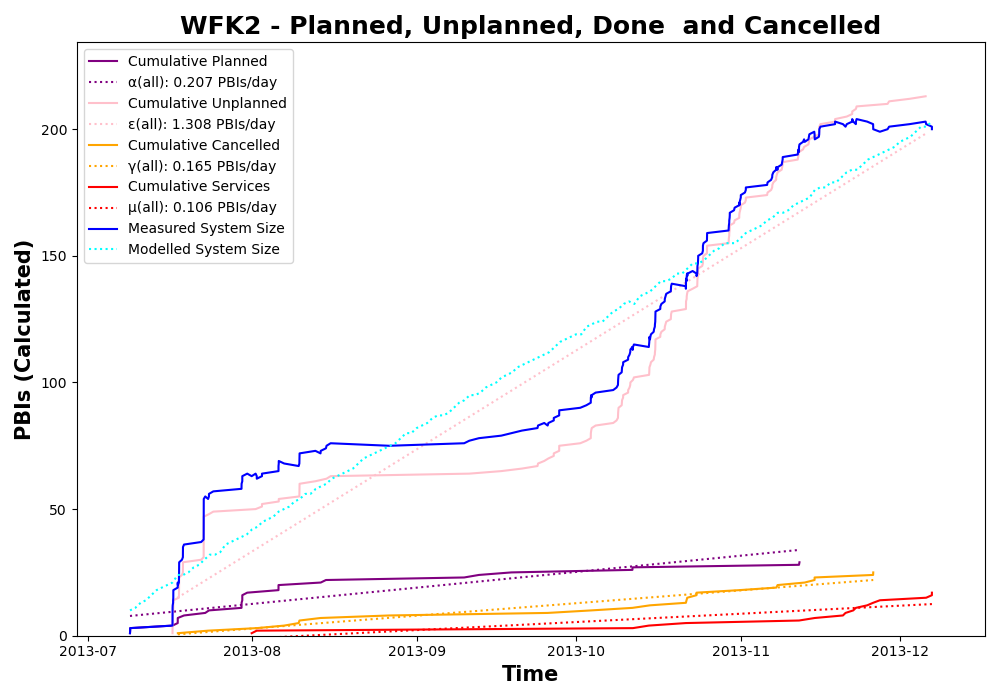 WFK2 - Planned, Unplanned, Done  and Cancelled
Cumulative Planned
α(all): 0.207 PBIs/day
Cumulative Unplanned
ε(all): 1.308 PBIs/day
Cumulative Cancelled
γ(all): 0.165 PBIs/day
Cumulative Services
μ(all): 0.106 PBIs/day
Measured System Size
Modelled System Size
PBIs (Calculated)
200
150
100
50
0
2013-07
2013-08
2013-09
2013-10
2013-11
2013-12
Time